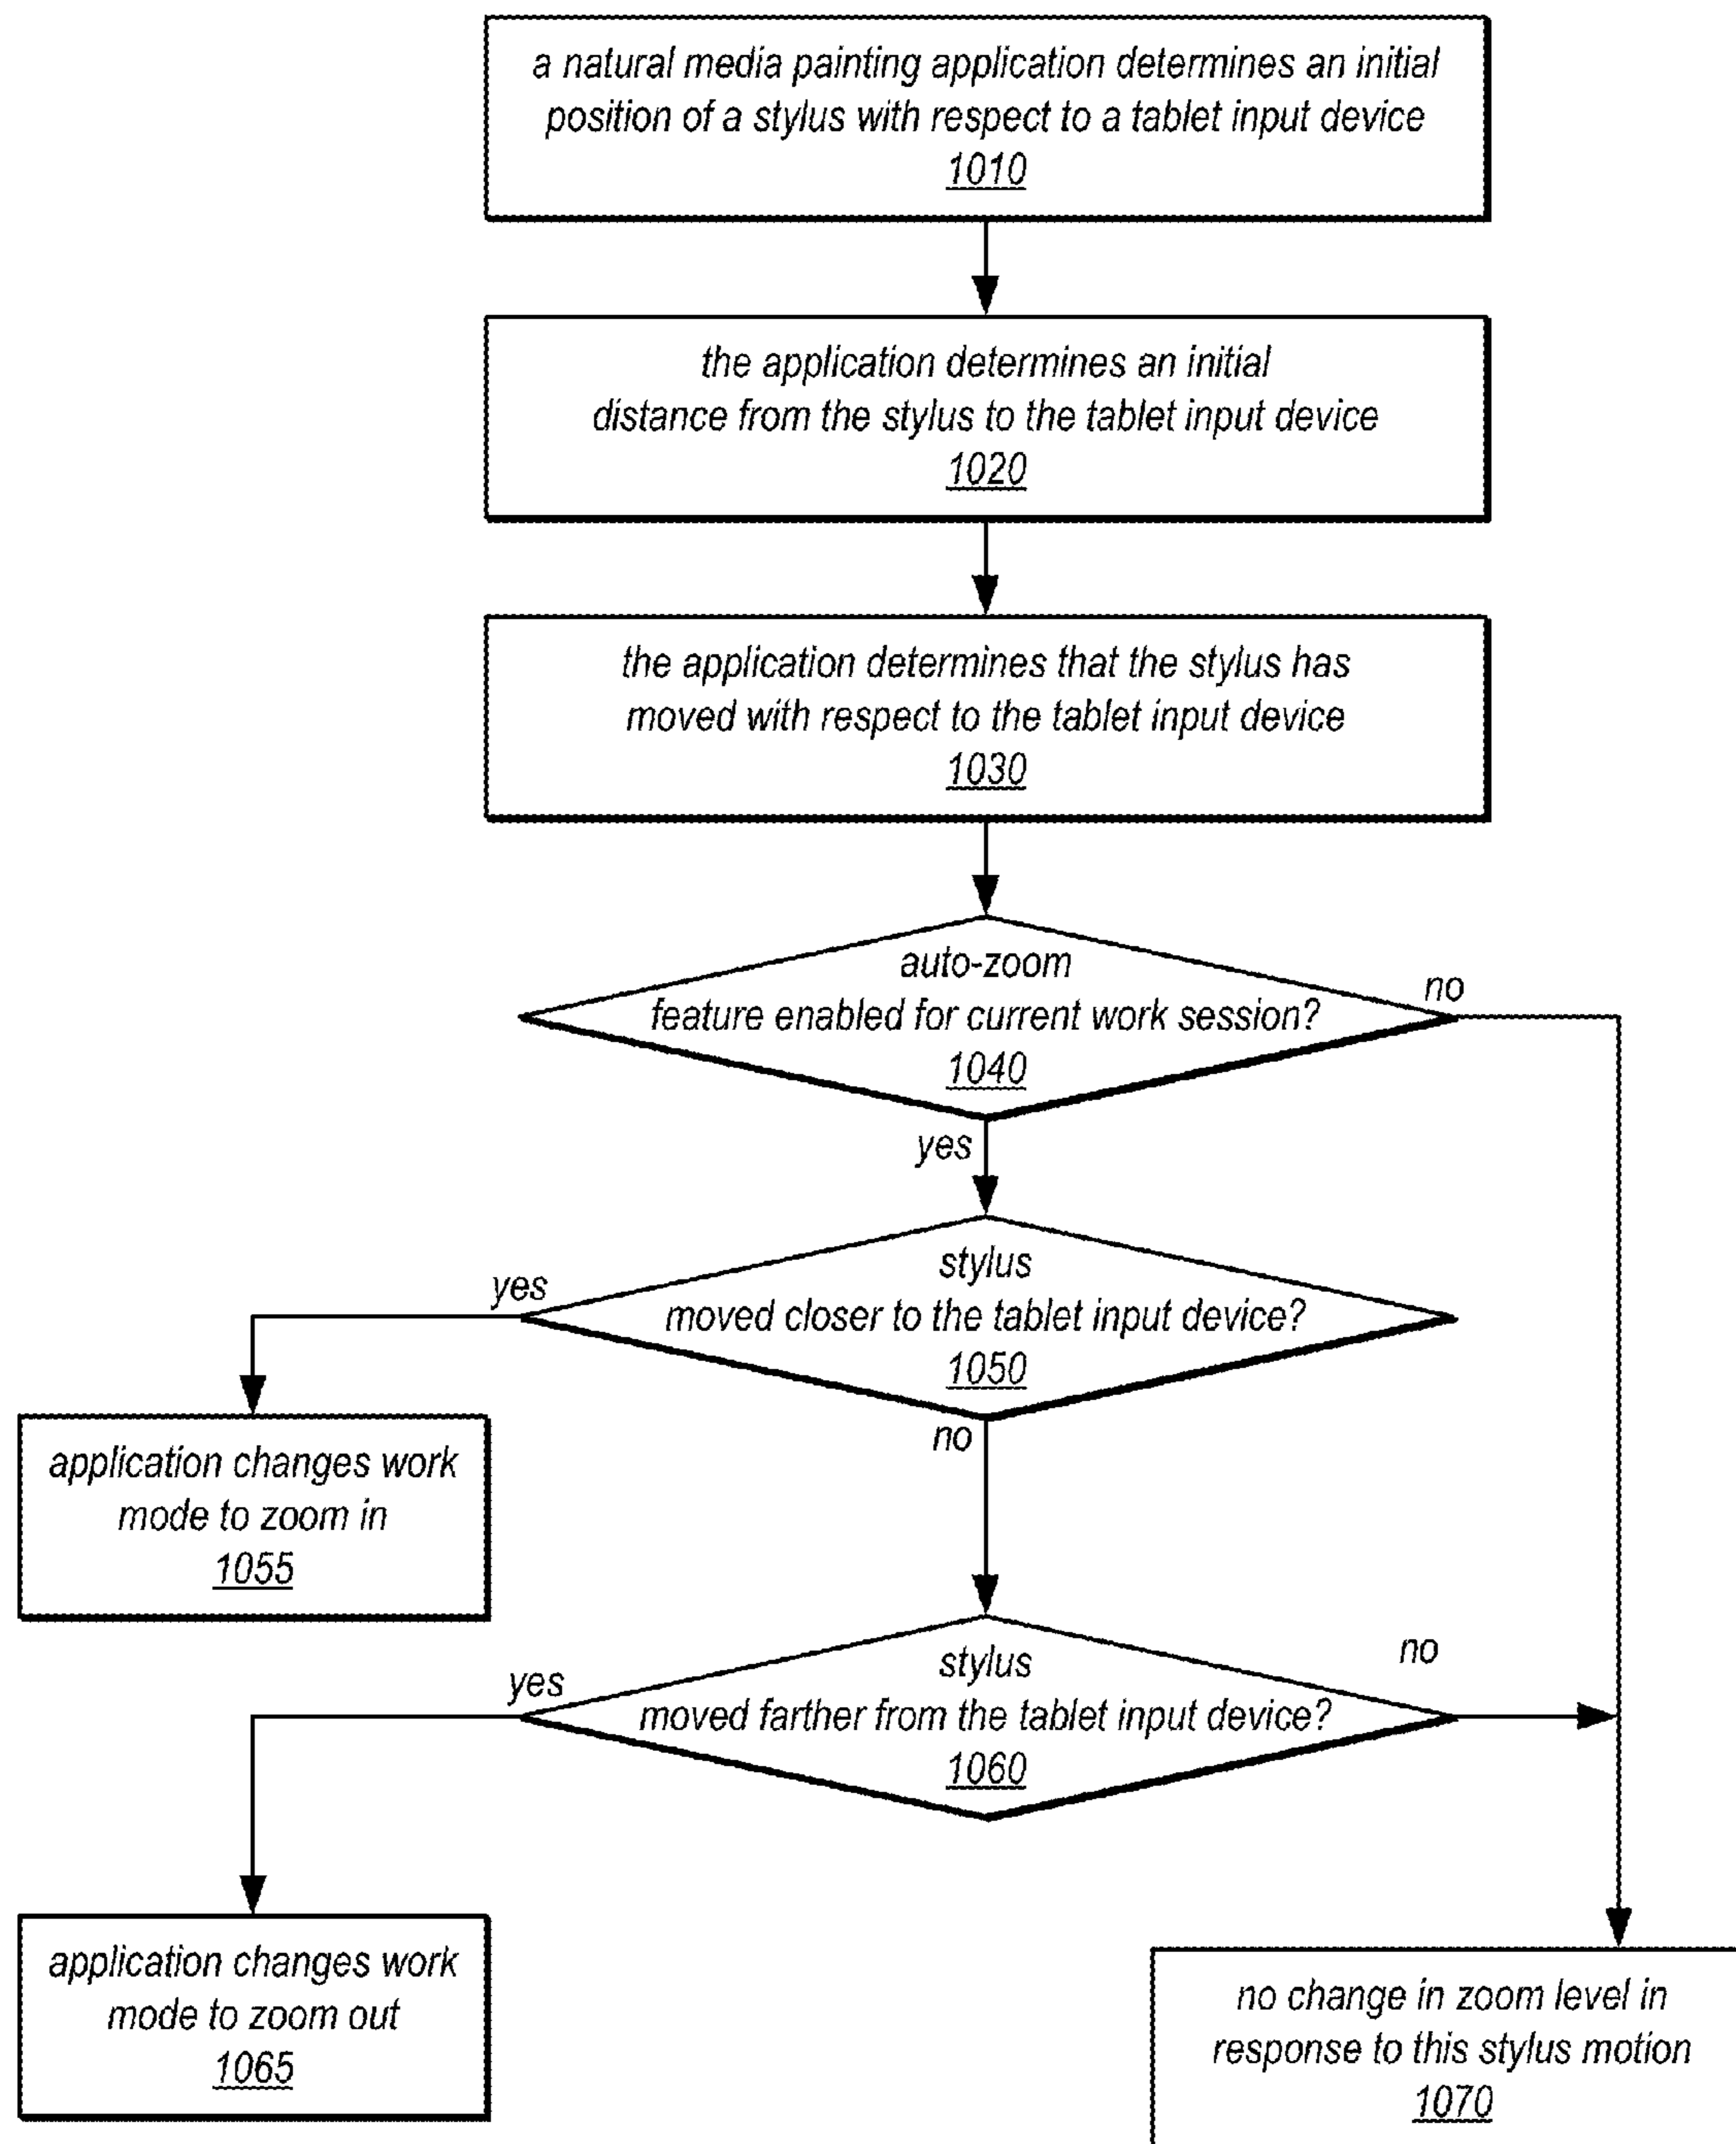 a natural media painting application determines an initial
position of a stylus with respect to a tablet input device
1010
the application determines an initial
distance from the stylus to the tablet input device
1020
the application determines that the stylus has
moved with respect to the tablet input device
1030
auto-zoom
feature enabled for current work session?
1040
no
yes
stylus
moved closer to the tablet input device?
1050
yes
no
application changes work
mode to zoom in
1055
stylus
moved farther from the tablet input device?
1060
yes
no
application changes work
mode to zoom out
1065
no change in zoom level in
response to this stylus motion
1070